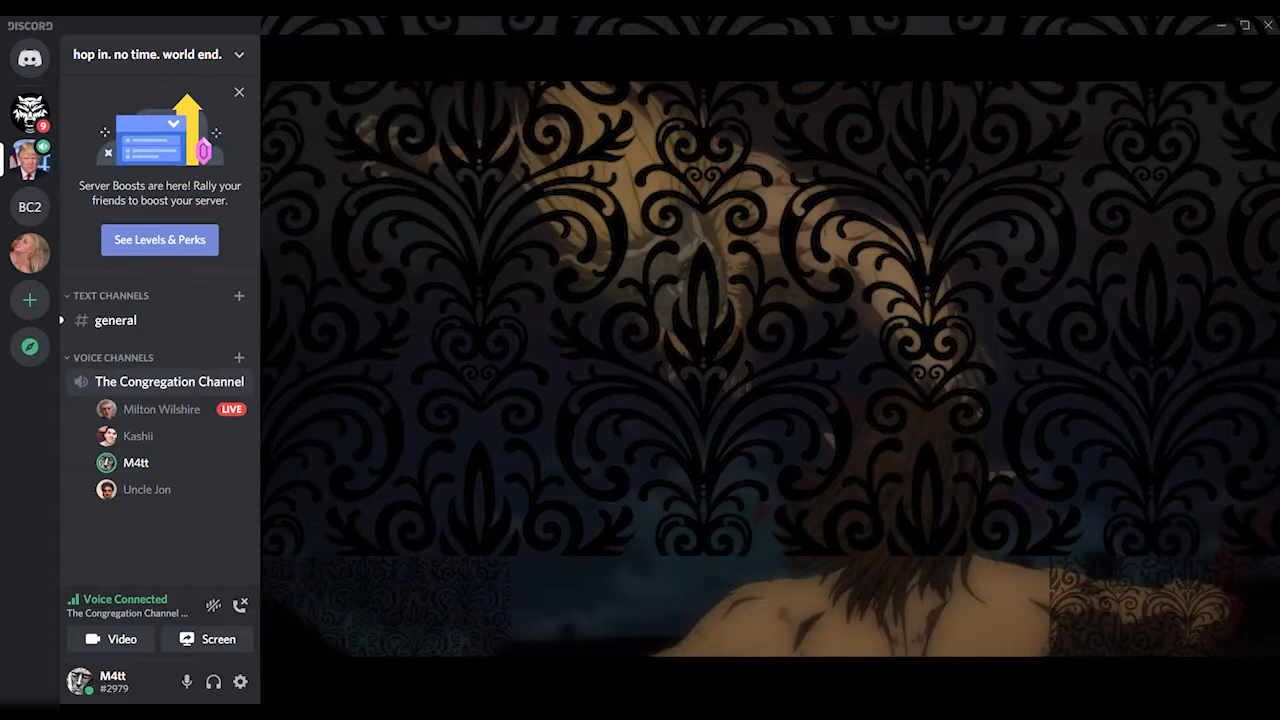 DISCORD
hop in. no time. world end.
9
Server Boosts are here! Rally your
friends to boost your server.
See Levels & Perks
BC2
TEXT CHANNELS
general
VOICE CHANNELS
The Congregation Channel
Milton Wilshire LIVE
Kashii
M4tt
Uncle Jon
Voice Connected
The Congregation Channel ...
Video Screen
M4tt
#2979